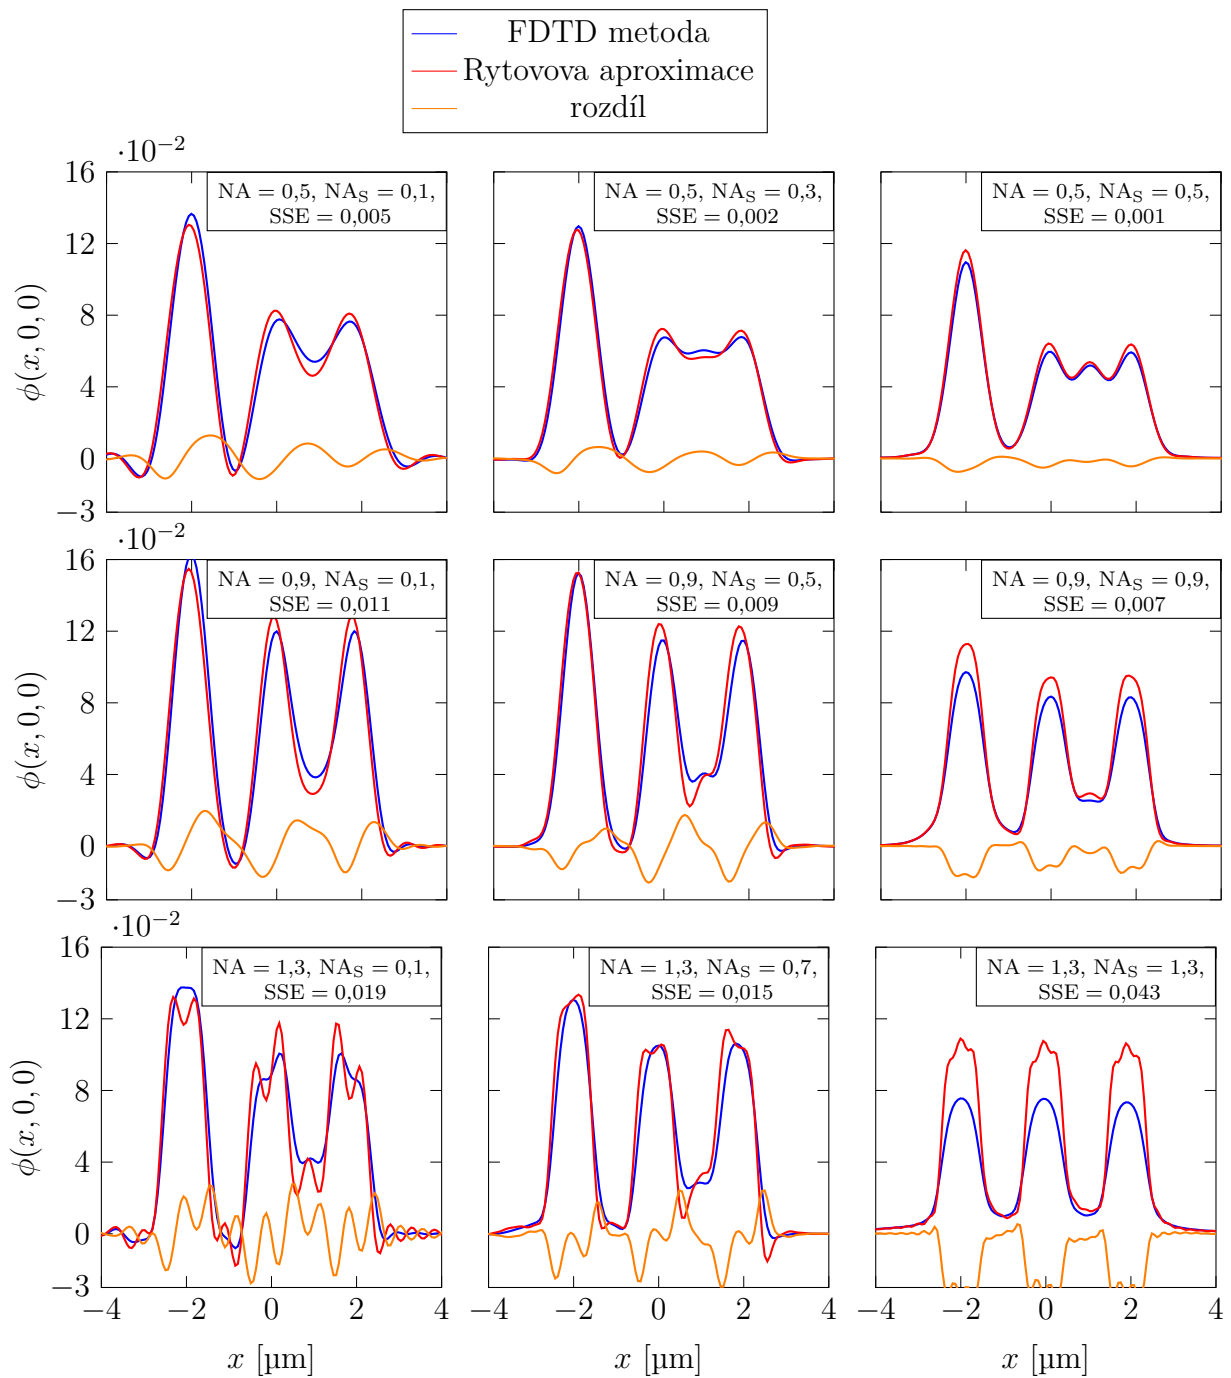 FDTD metoda
Rytovova aproximace
rozdíl
·10⁻²
16
12
8
4
0
−3
ϕ(x, 0, 0)
NA = 0,5, NA_S = 0,1,
SSE = 0,005
NA = 0,5, NA_S = 0,3,
SSE = 0,002
NA = 0,5, NA_S = 0,5,
SSE = 0,001
·10⁻²
16
12
8
4
0
−3
ϕ(x, 0, 0)
NA = 0,9, NA_S = 0,1,
SSE = 0,011
NA = 0,9, NA_S = 0,5,
SSE = 0,009
NA = 0,9, NA_S = 0,9,
SSE = 0,007
·10⁻²
16
12
8
4
0
−3
ϕ(x, 0, 0)
NA = 1,3, NA_S = 0,1,
SSE = 0,019
NA = 1,3, NA_S = 0,7,
SSE = 0,015
NA = 1,3, NA_S = 1,3,
SSE = 0,043
−4 −2 0 2 4
−4 −2 0 2 4
−4 −2 0 2 4
x [µm]
x [µm]
x [µm]